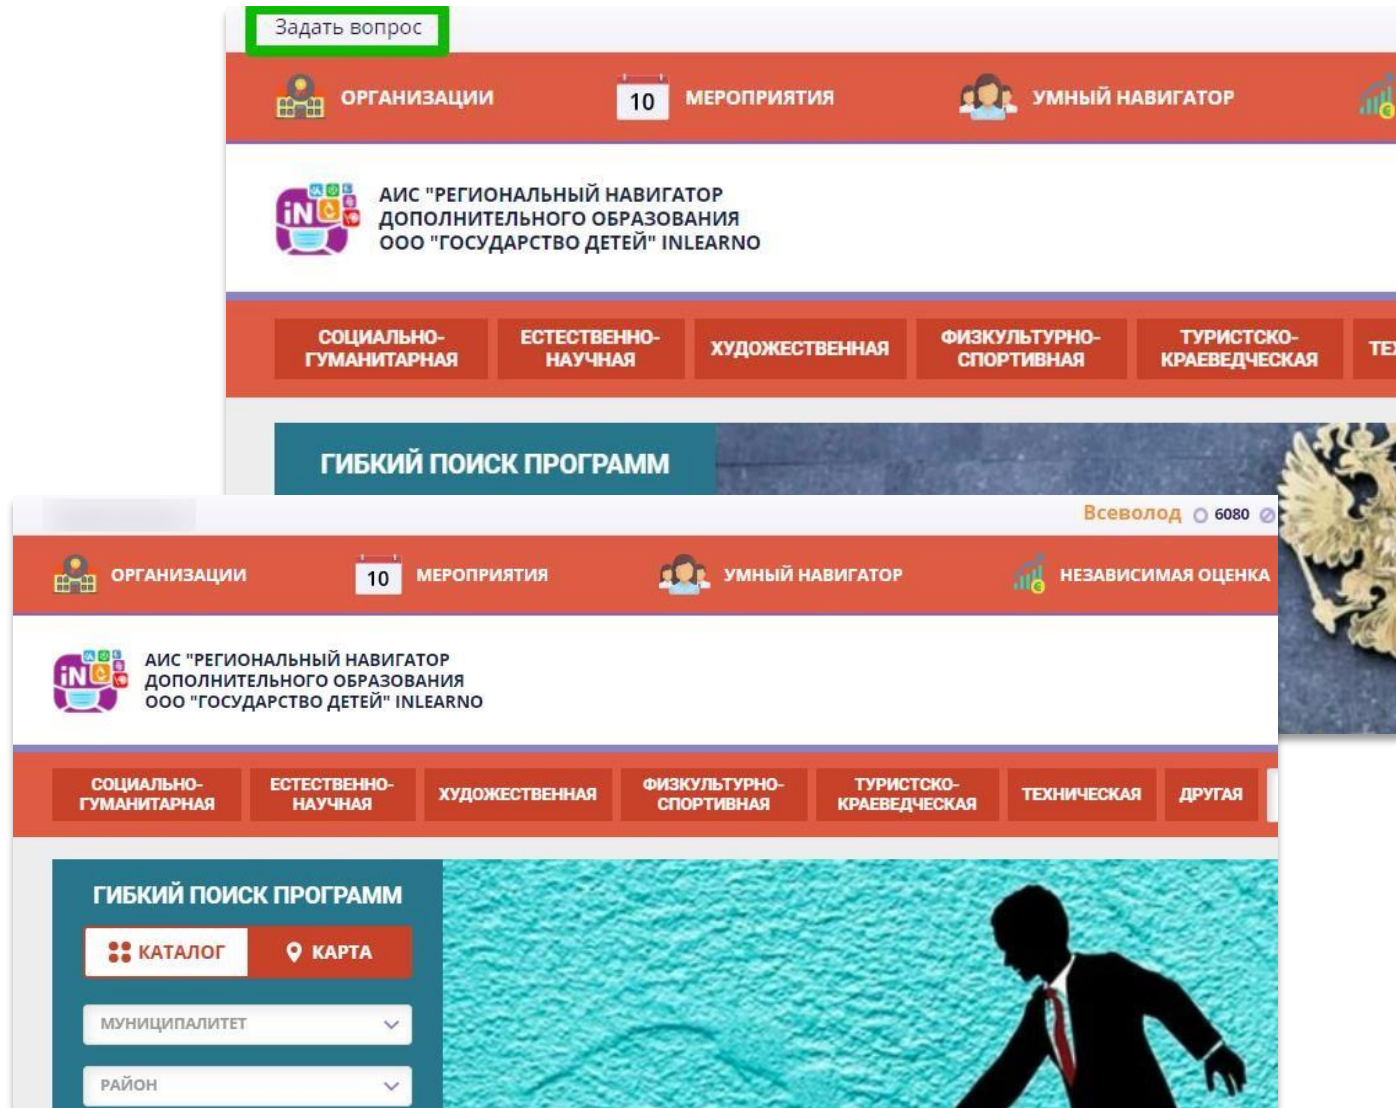 Задать вопрос
ОРГАНИЗАЦИИ
10
МЕРОПРИЯТИЯ
УМНЫЙ НАВИГАТОР
iN
АИС "РЕГИОНАЛЬНЫЙ НАВИГАТОР
ДОПОЛНИТЕЛЬНОГО ОБРАЗОВАНИЯ
ООО "ГОСУДАРСТВО ДЕТЕЙ" INLEARNO
СОЦИАЛЬНО-
ГУМАНИТАРНАЯ
ЕСТЕСТВЕННО-
НАУЧНАЯ
ХУДОЖЕСТВЕННАЯ
ФИЗКУЛЬТУРНО-
СПОРТИВНАЯ
ТУРИСТСКО-
КРАЕВЕДЧЕСКАЯ
ГИБКИЙ ПОИСК ПРОГРАММ
Всеволод 6080
ОРГАНИЗАЦИИ
10
МЕРОПРИЯТИЯ
УМНЫЙ НАВИГАТОР
НЕЗАВИСИМАЯ ОЦЕНКА
iN
АИС "РЕГИОНАЛЬНЫЙ НАВИГАТОР
ДОПОЛНИТЕЛЬНОГО ОБРАЗОВАНИЯ
ООО "ГОСУДАРСТВО ДЕТЕЙ" INLEARNO
СОЦИАЛЬНО-
ГУМАНИТАРНАЯ
ЕСТЕСТВЕННО-
НАУЧНАЯ
ХУДОЖЕСТВЕННАЯ
ФИЗКУЛЬТУРНО-
СПОРТИВНАЯ
ТУРИСТСКО-
КРАЕВЕДЧЕСКАЯ
ТЕХНИЧЕСКАЯ
ДРУГАЯ
ГИБКИЙ ПОИСК ПРОГРАММ
КАТАЛОГ
КАРТА
МУНИЦИПАЛИТЕТ
РАЙОН